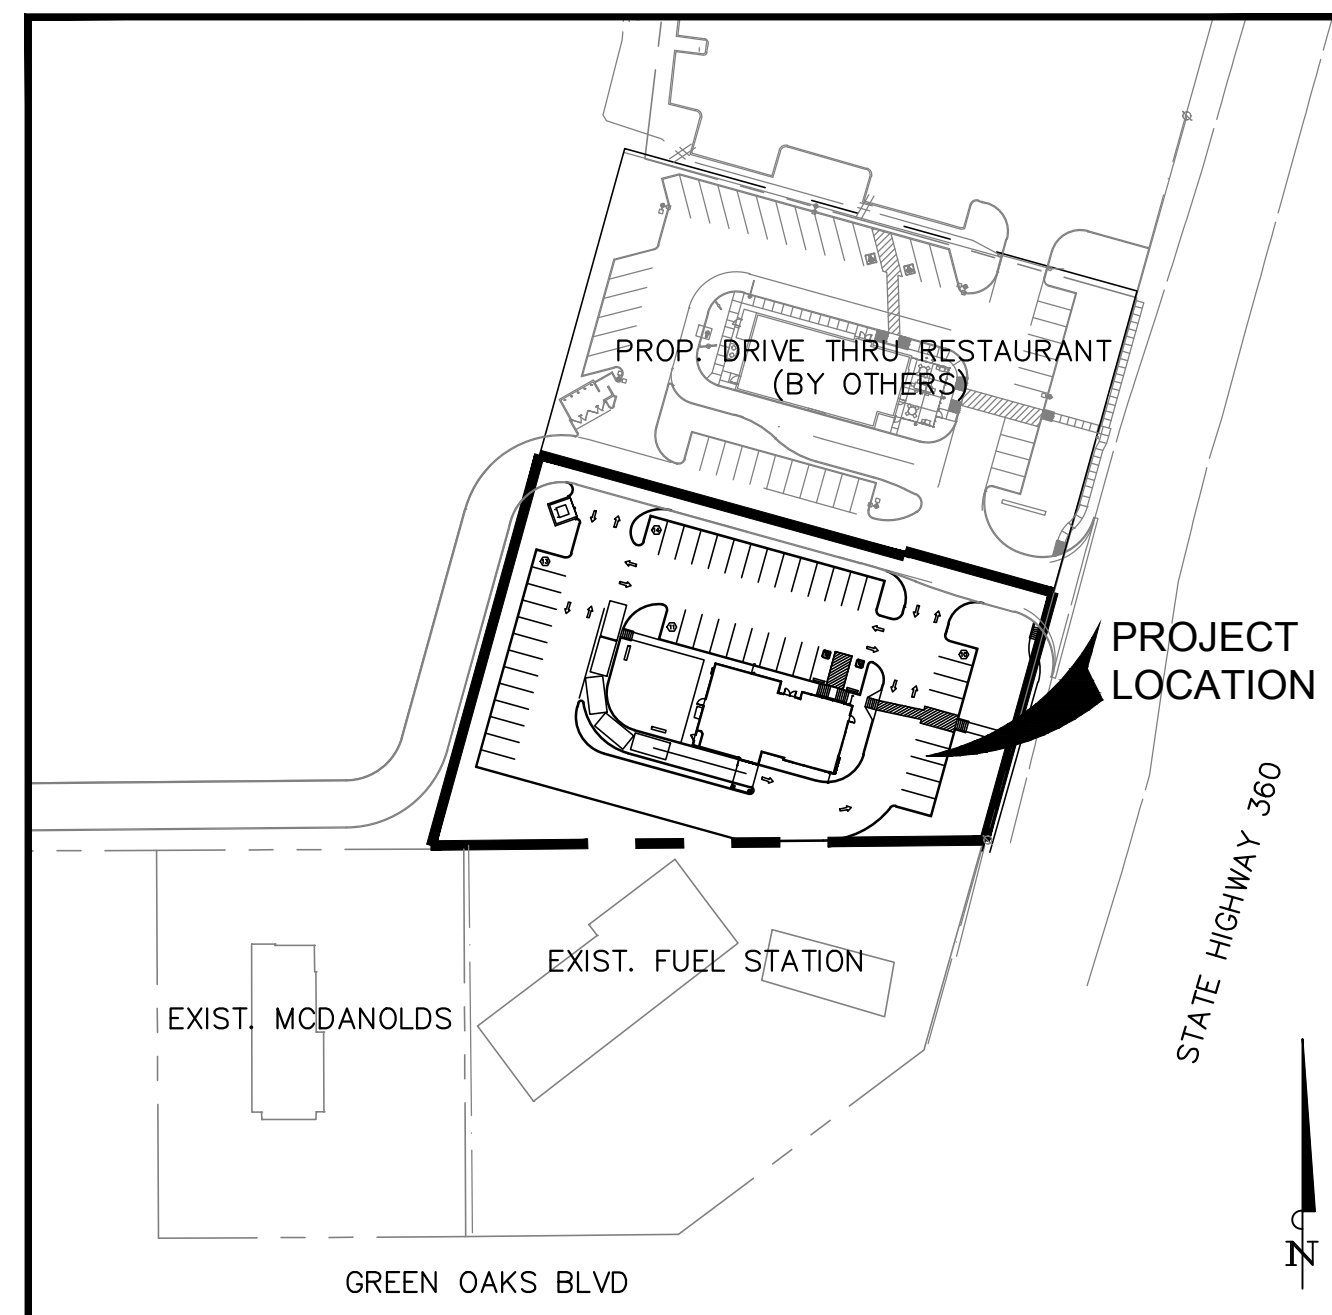 PROP. DRIVE THRU RESTAURANT
(BY OTHERS)
PROJECT
LOCATION
STATE HIGHWAY 360
EXIST. FUEL STATION
EXIST. MCDANOLDS
N
GREEN OAKS BLVD